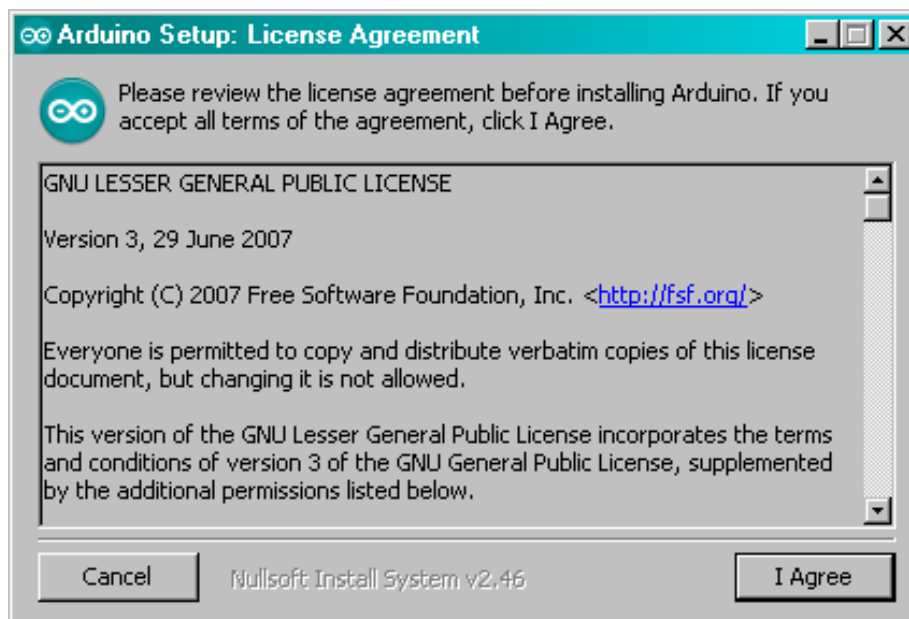 Arduino Setup: License Agreement
Please review the license agreement before installing Arduino. If you
accept all terms of the agreement, click I Agree.
GNU LESSER GENERAL PUBLIC LICENSE
Version 3, 29 June 2007
Copyright (C) 2007 Free Software Foundation, Inc. <http://fsf.org/>
Everyone is permitted to copy and distribute verbatim copies of this license
document, but changing it is not allowed.
This version of the GNU Lesser General Public License incorporates the terms
and conditions of version 3 of the GNU General Public License, supplemented
by the additional permissions listed below.
Cancel
Nullsoft Install System v2.46
I Agree